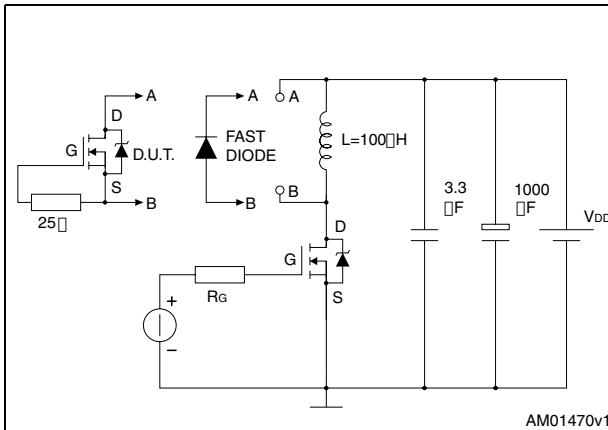 A
A
A
D
G
D.U.T.
FAST
DIODE
L=100▯H
S
B
B
B
25▯
D
G
S
RG
+
–
3.3
▯F
1000
▯F
VDD
AM01470v1